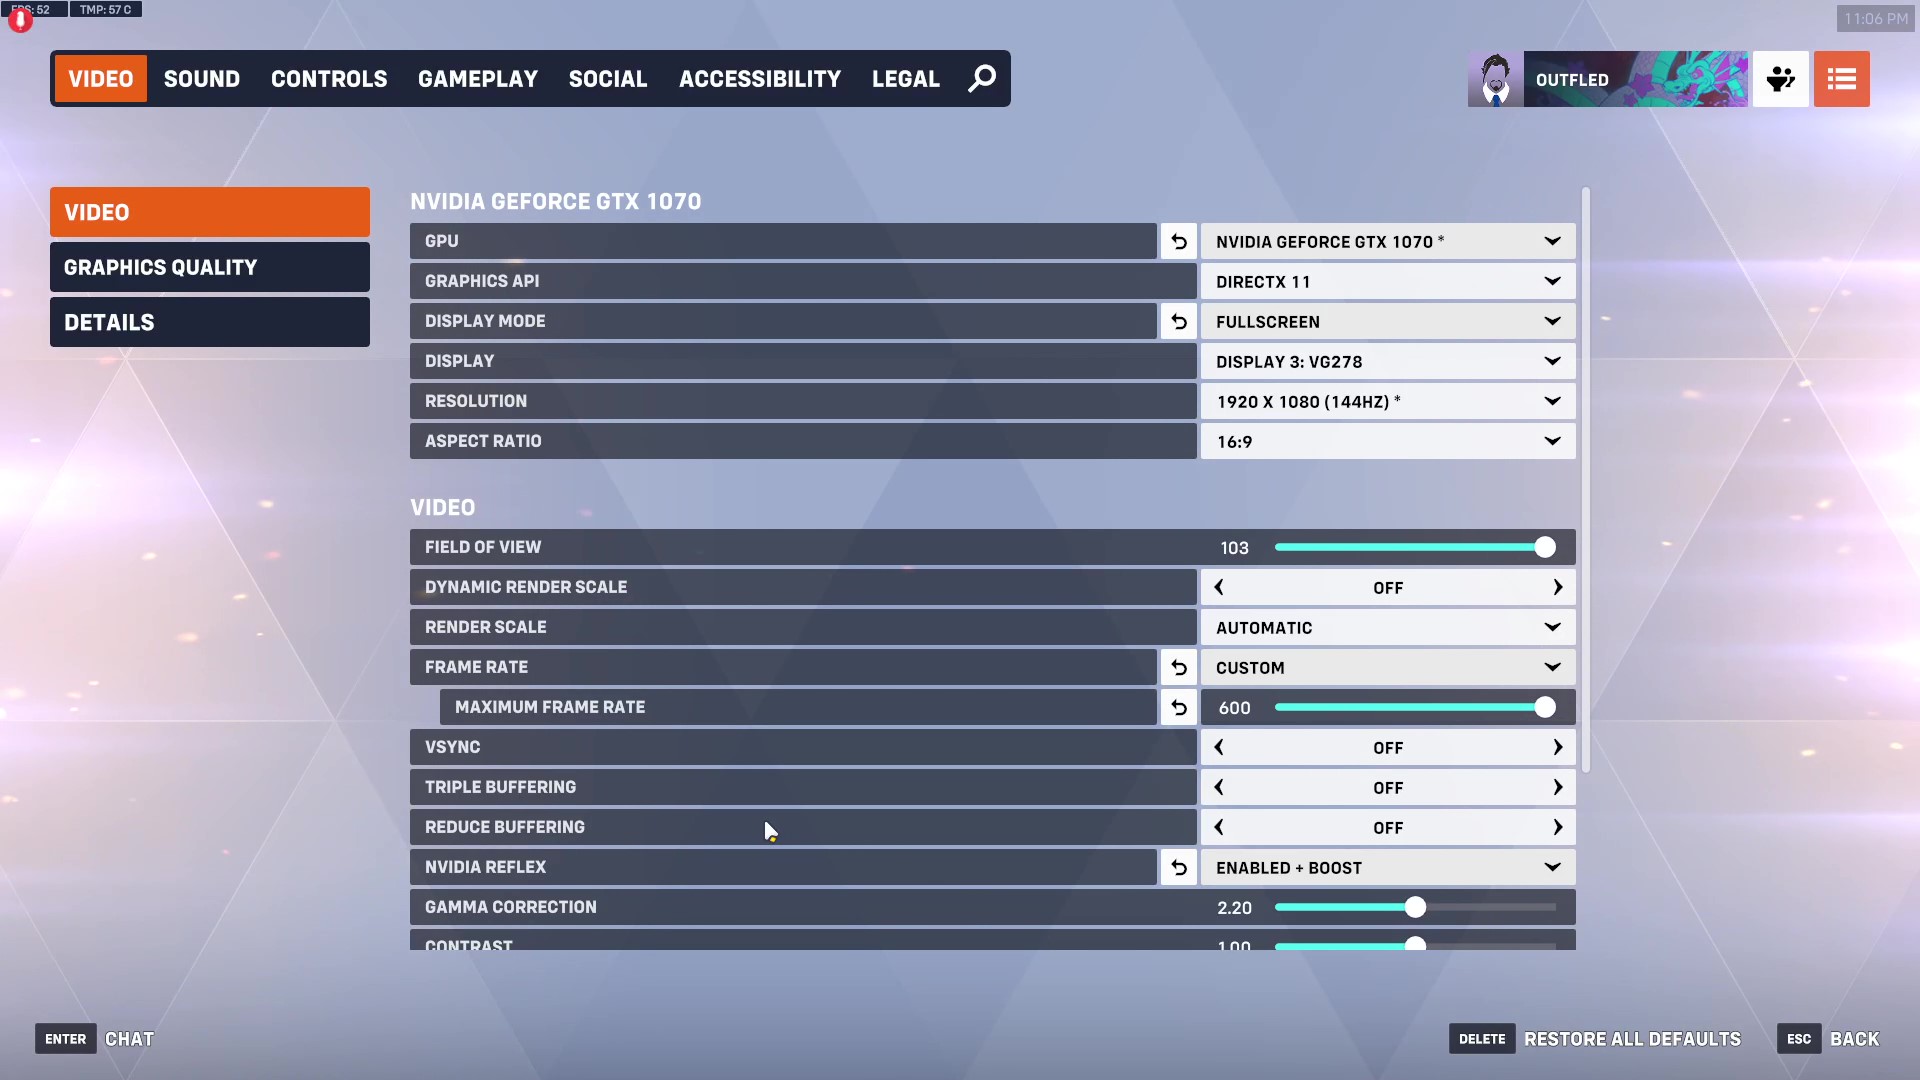 FPS: 52 TMP: 57 C
11:06 PM
VIDEO SOUND CONTROLS GAMEPLAY SOCIAL ACCESSIBILITY LEGAL
OUTFLED
VIDEO
GRAPHICS QUALITY
DETAILS
NVIDIA GEFORCE GTX 1070
GPU NVIDIA GEFORCE GTX 1070 *
GRAPHICS API DIRECTX 11
DISPLAY MODE FULLSCREEN
DISPLAY DISPLAY 3: VG278
RESOLUTION 1920 X 1080 (144HZ) *
ASPECT RATIO 16:9
VIDEO
FIELD OF VIEW 103
DYNAMIC RENDER SCALE OFF
RENDER SCALE AUTOMATIC
FRAME RATE CUSTOM
MAXIMUM FRAME RATE 600
VSYNC OFF
TRIPLE BUFFERING OFF
REDUCE BUFFERING OFF
NVIDIA REFLEX ENABLED + BOOST
GAMMA CORRECTION 2.20
CONTRAST 1.00
ENTER CHAT
DELETE RESTORE ALL DEFAULTS ESC BACK